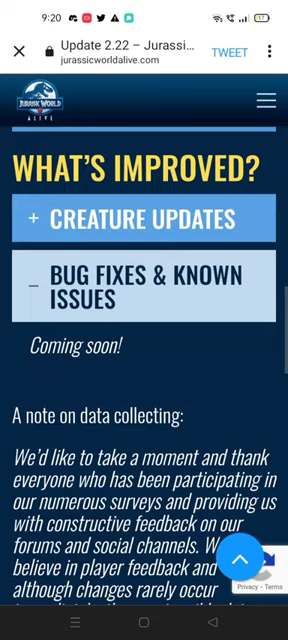 9:20
Update 2.22 – Jurassi...
jurassicworldalive.com
TWEET
JURASSIC WORLD
ALIVE
WHAT'S IMPROVED?
+ CREATURE UPDATES
_ BUG FIXES & KNOWN
ISSUES
Coming soon!
A note on data collecting:
We'd like to take a moment and thank
everyone who has been participating in
our numerous surveys and providing us
with constructive feedback on our
forums and social channels. We
believe in player feedback and
although changes rarely occur
Privacy - Terms